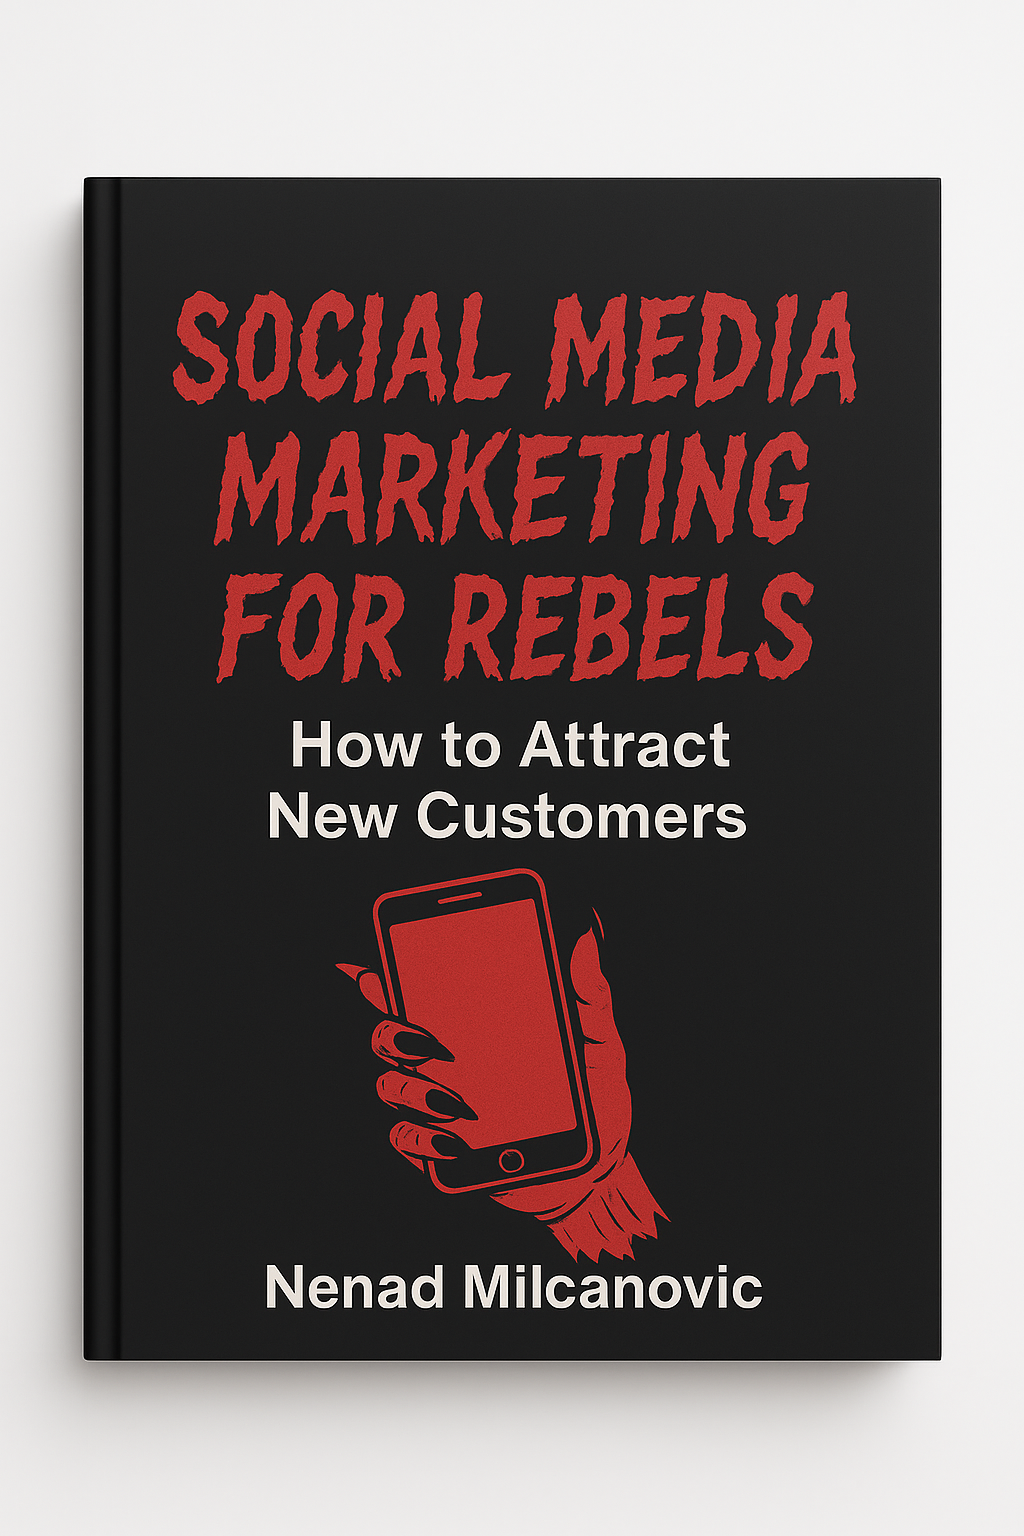 SOCIAL MEDIA
MARKETING
FOR REBELS
How to Attract
New Customers
Nenad Milcanovic